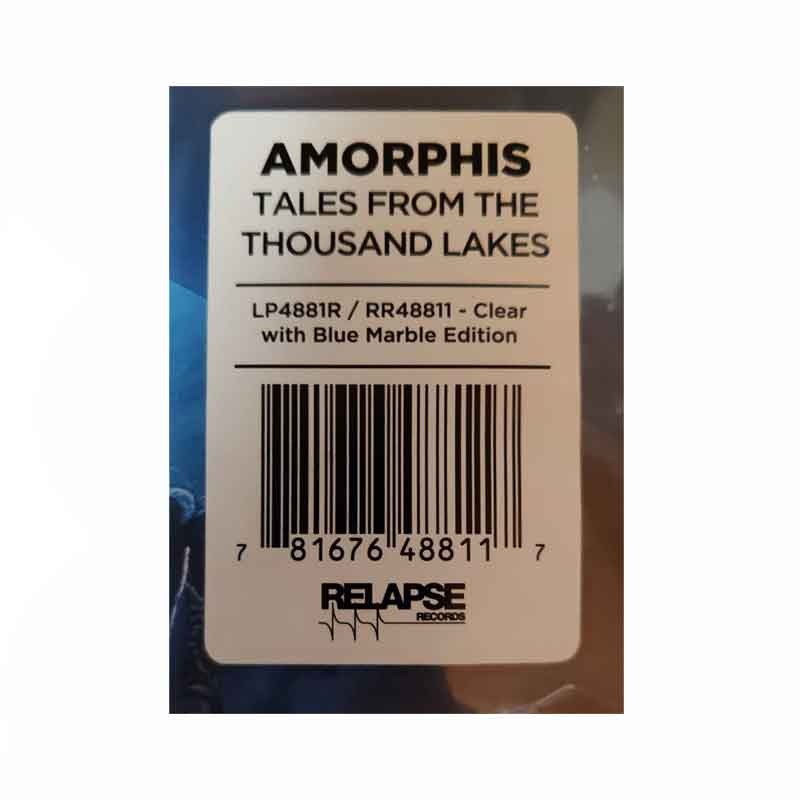 AMORPHIS
TALES FROM THE
THOUSAND LAKES
LP4881R / RR48811 - Clear
with Blue Marble Edition
7 81676 48811 7
RELAPSE
RECORDS